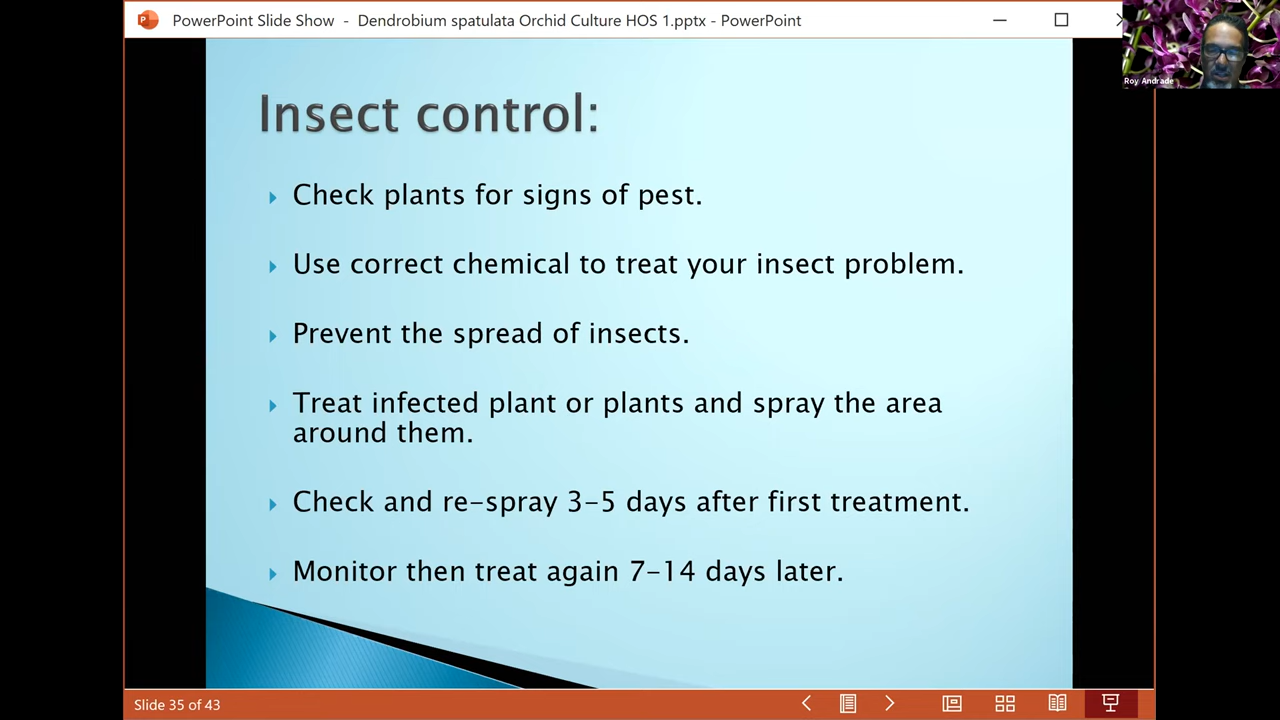 PowerPoint Slide Show - Dendrobium spatulata Orchid Culture HOS 1.pptx - PowerPoint
Roy Andrade
Insect control:
Check plants for signs of pest.
Use correct chemical to treat your insect problem.
Prevent the spread of insects.
Treat infected plant or plants and spray the area
around them.
Check and re-spray 3-5 days after first treatment.
Monitor then treat again 7-14 days later.
Slide 35 of 43